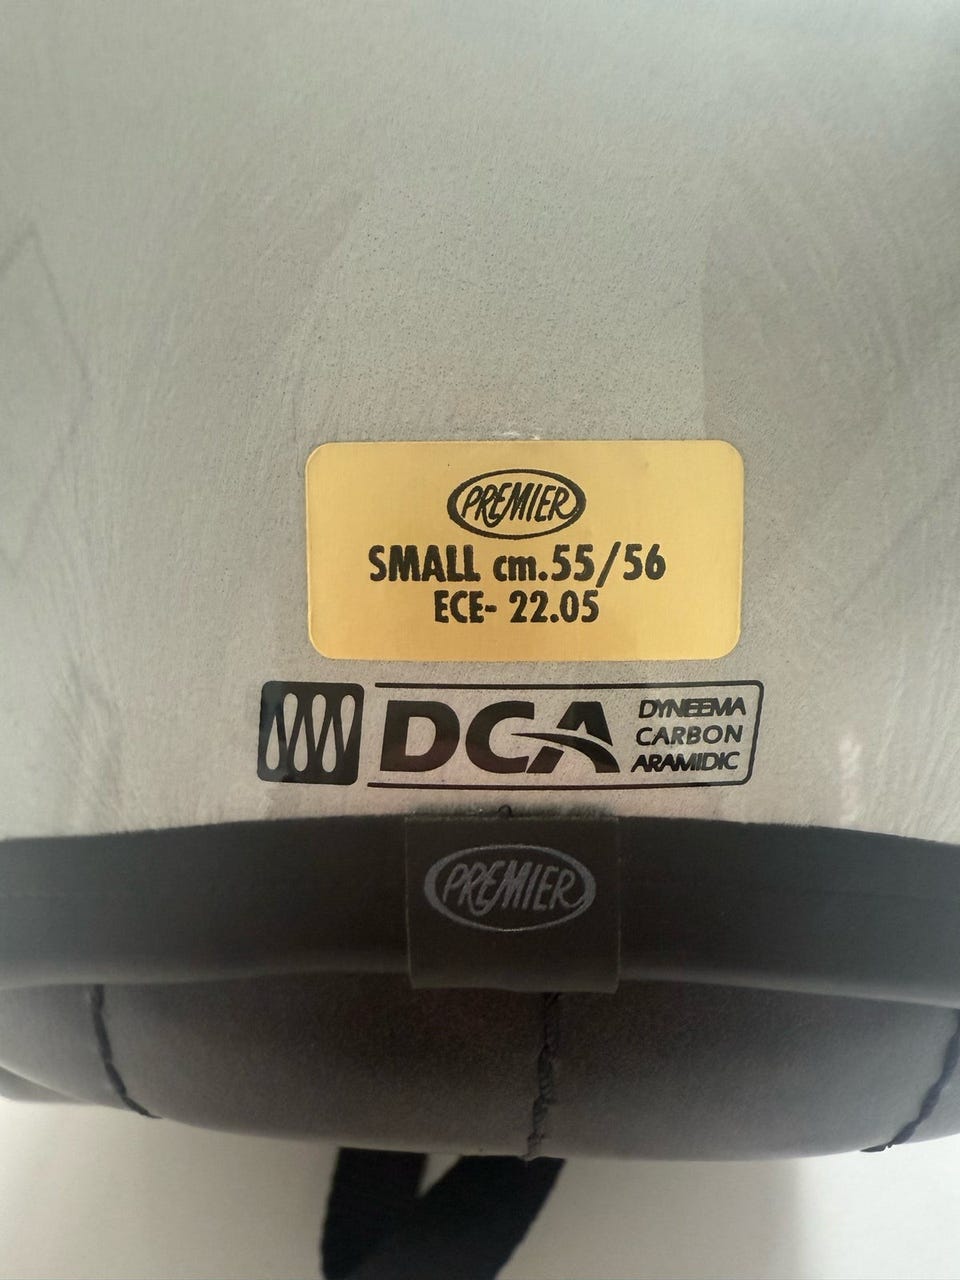 PREMIER
SMALL cm.55/56
ECE- 22.05
DCA
DYNEEMA
CARBON
ARAMIDIC
PREMIER